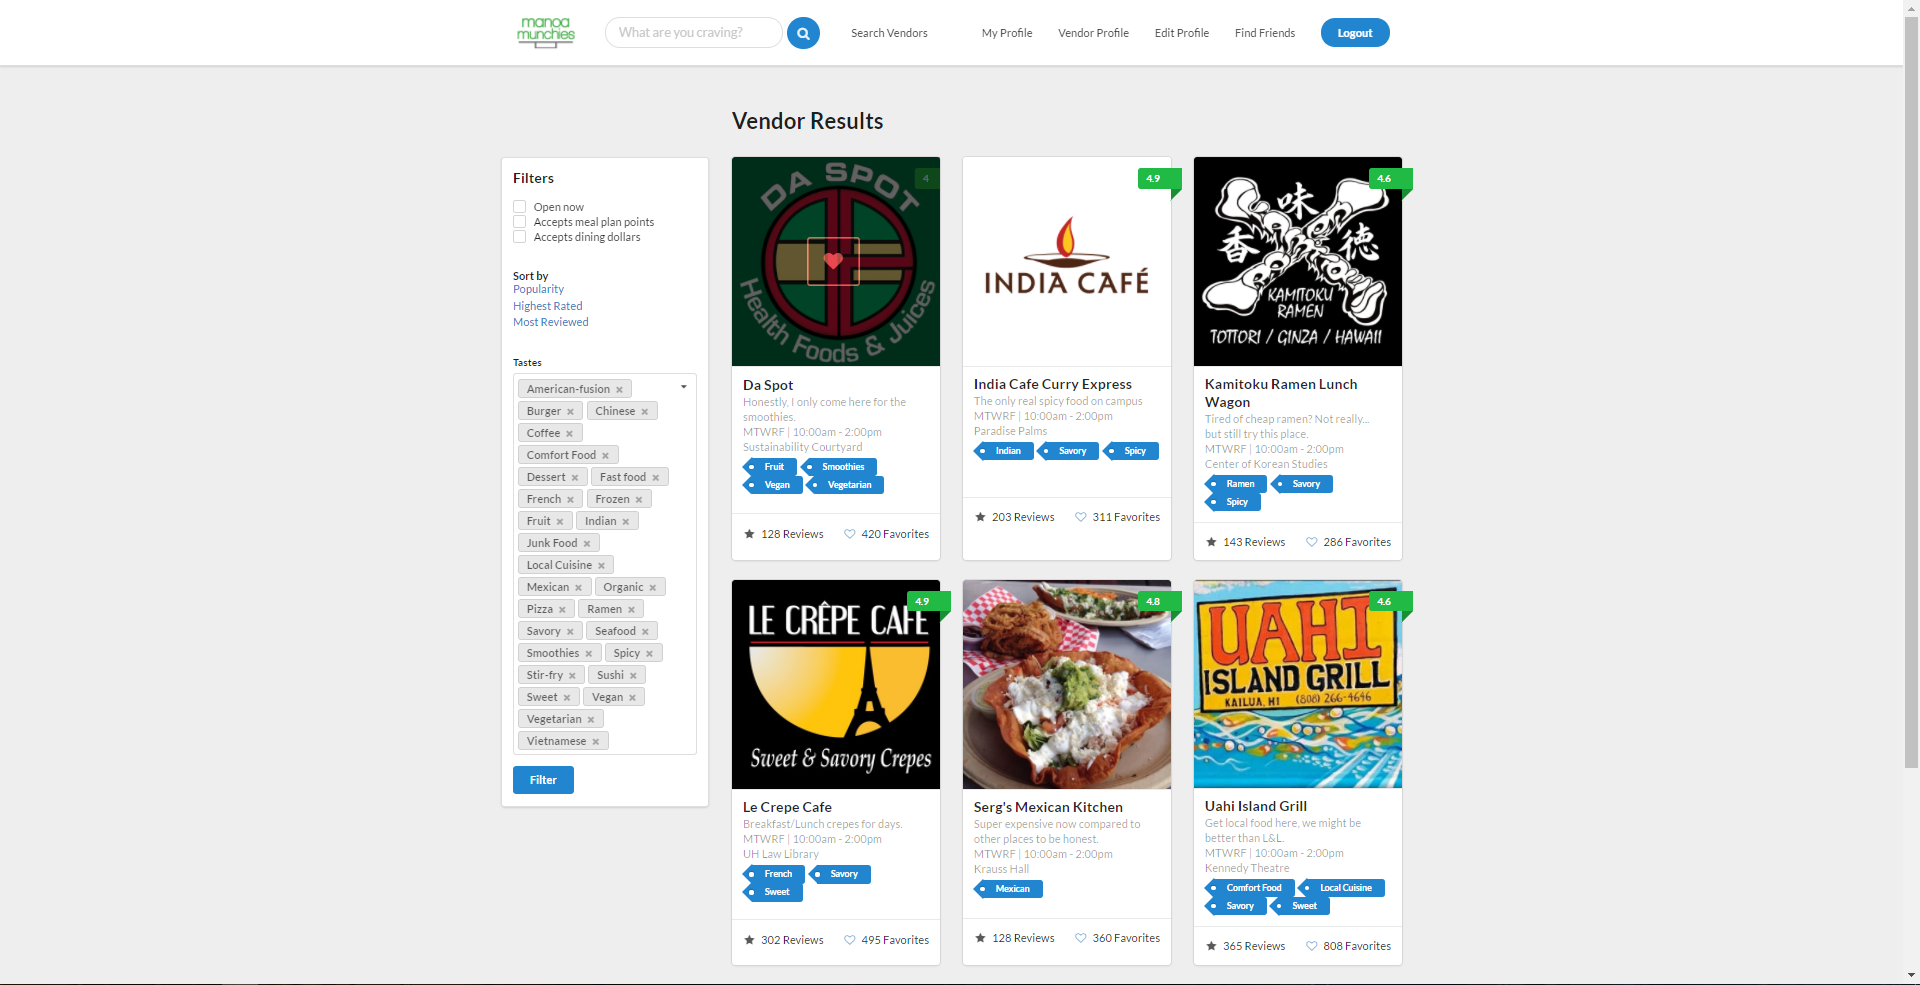 manoa
munchies
What are you craving?
Search Vendors
My Profile
Vendor Profile
Edit Profile
Find Friends
Logout
Vendor Results
Filters
Open now
Accepts meal plan points
Accepts dining dollars
Sort by
Popularity
Highest Rated
Most Reviewed
Tastes
American-fusion
Burger Chinese
Coffee
Comfort Food
Dessert Fast food
French Frozen
Fruit Indian
Junk Food
Local Cuisine
Mexican Organic
Pizza Ramen
Savory Seafood
Smoothies Spicy
Stir-fry Sushi
Sweet Vegan
Vegetarian
Vietnamese
Filter
DA SPOT
4
Health Foods & Juices
Da Spot
Honestly, I only come here for the
smoothies.
MTWRF | 10:00am - 2:00pm
Sustainability Courtyard
Fruit Smoothies
Vegan Vegetarian
128 Reviews 420 Favorites
4.9
INDIA CAFÉ
India Cafe Curry Express
The only real spicy food on campus
MTWRF | 10:00am - 2:00pm
Paradise Palms
Indian Savory Spicy
203 Reviews 311 Favorites
4.6
味
香 徳
KAMITOKU
RAMEN
TOTTORI / GINZA / HAWAII
Kamitoku Ramen Lunch
Wagon
Tired of cheap ramen? Not really...
but still try this place.
MTWRF | 10:00am - 2:00pm
Center of Korean Studies
Ramen Savory
Spicy
143 Reviews 286 Favorites
4.9
LE CRÊPE CAFE
Sweet & Savory Crepes
Le Crepe Cafe
Breakfast/Lunch crepes for days.
MTWRF | 10:00am - 2:00pm
UH Law Library
French Savory
Sweet
302 Reviews 495 Favorites
4.8
Serg's Mexican Kitchen
Super expensive now compared to
other places to be honest.
MTWRF | 10:00am - 2:00pm
Krauss Hall
Mexican
128 Reviews 360 Favorites
4.6
UAHI
ISLAND GRILL
KAILUA, HI (808) 266-4646
Uahi Island Grill
Get local food here, we might be
better than L&L.
MTWRF | 10:00am - 2:00pm
Kennedy Theatre
Comfort Food Local Cuisine
Savory Sweet
365 Reviews 808 Favorites